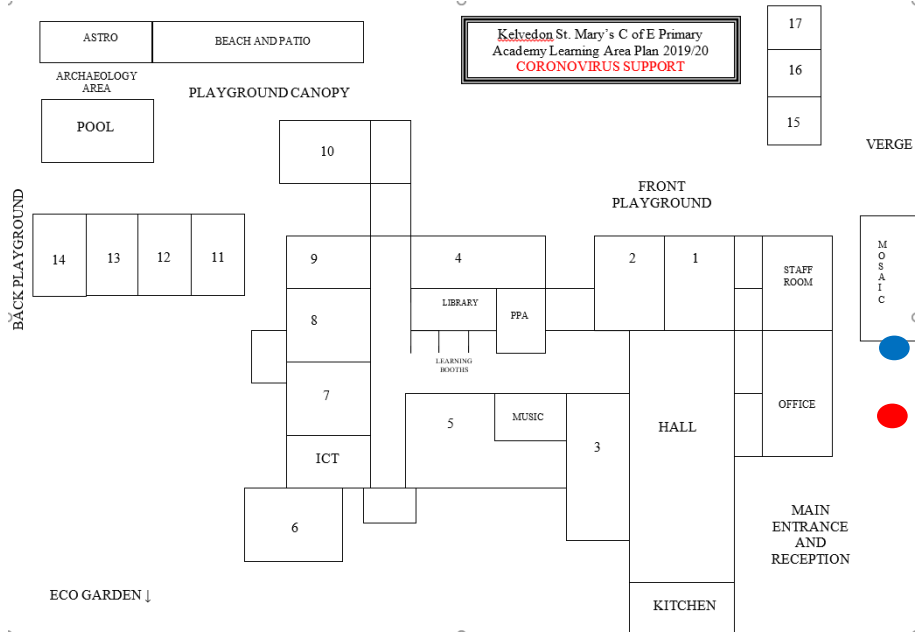 Kelvedon St. Mary's C of E Primary
Academy Learning Area Plan 2019/20
CORONOVIRUS SUPPORT
ASTRO
BEACH AND PATIO
17
16
15
ARCHAEOLOGY
AREA
PLAYGROUND CANOPY
POOL
VERGE
10
FRONT
PLAYGROUND
BACK PLAYGROUND
14
13
12
11
9
4
2
1
STAFF
ROOM
MOSAIC
LIBRARY
PPA
8
LEARNING
BOOTHS
7
5
MUSIC
3
HALL
OFFICE
ICT
6
MAIN
ENTRANCE
AND
RECEPTION
ECO GARDEN ↓
KITCHEN